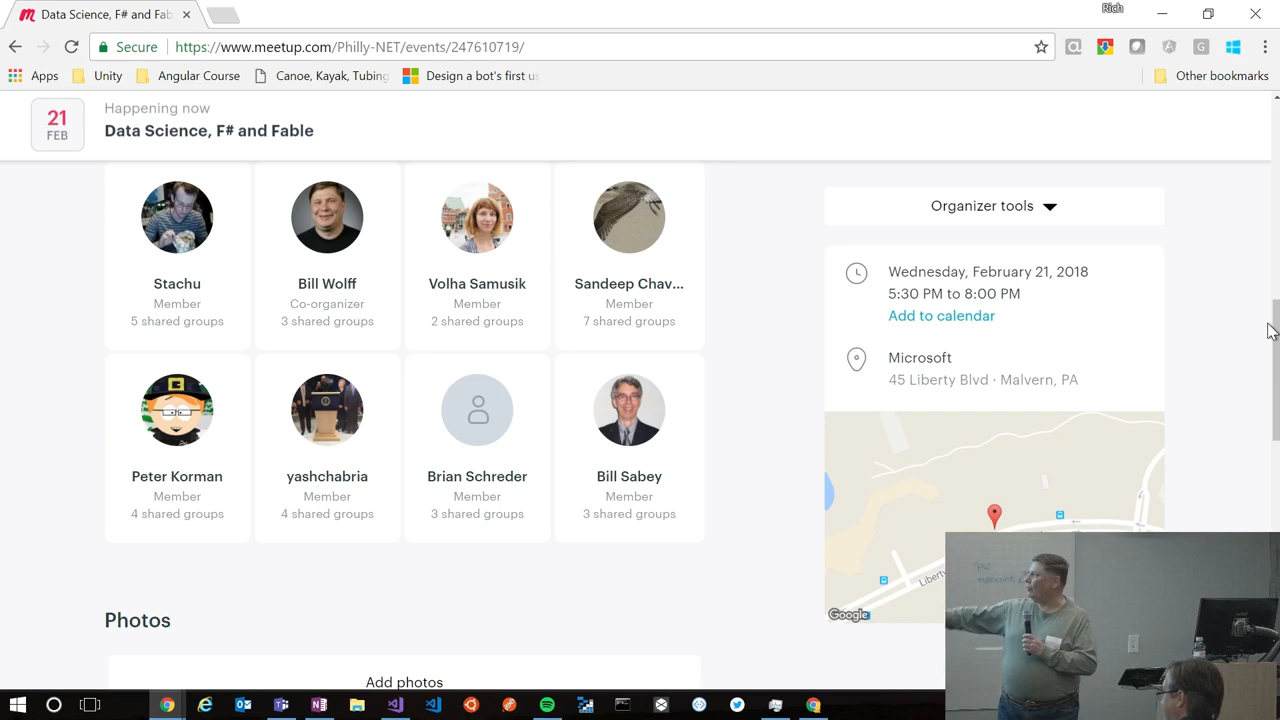 Data Science, F# and Fab
Rich
Secure
https://www.meetup.com/Philly-NET/events/247610719/
Apps
Unity
Angular Course
Canoe, Kayak, Tubing
Design a bot's first us
Other bookmarks
21
FEB
Happening now
Data Science, F# and Fable
Stachu
Member
5 shared groups
Bill Wolff
Co-organizer
3 shared groups
Volha Samusik
Member
2 shared groups
Sandeep Chav...
Member
7 shared groups
Peter Korman
Member
4 shared groups
yashchabria
Member
4 shared groups
Brian Schreder
Member
3 shared groups
Bill Sabey
Member
3 shared groups
Organizer tools
Wednesday, February 21, 2018
5:30 PM to 8:00 PM
Add to calendar
Microsoft
45 Liberty Blvd · Malvern, PA
Liberty
Google
Photos
Add photos